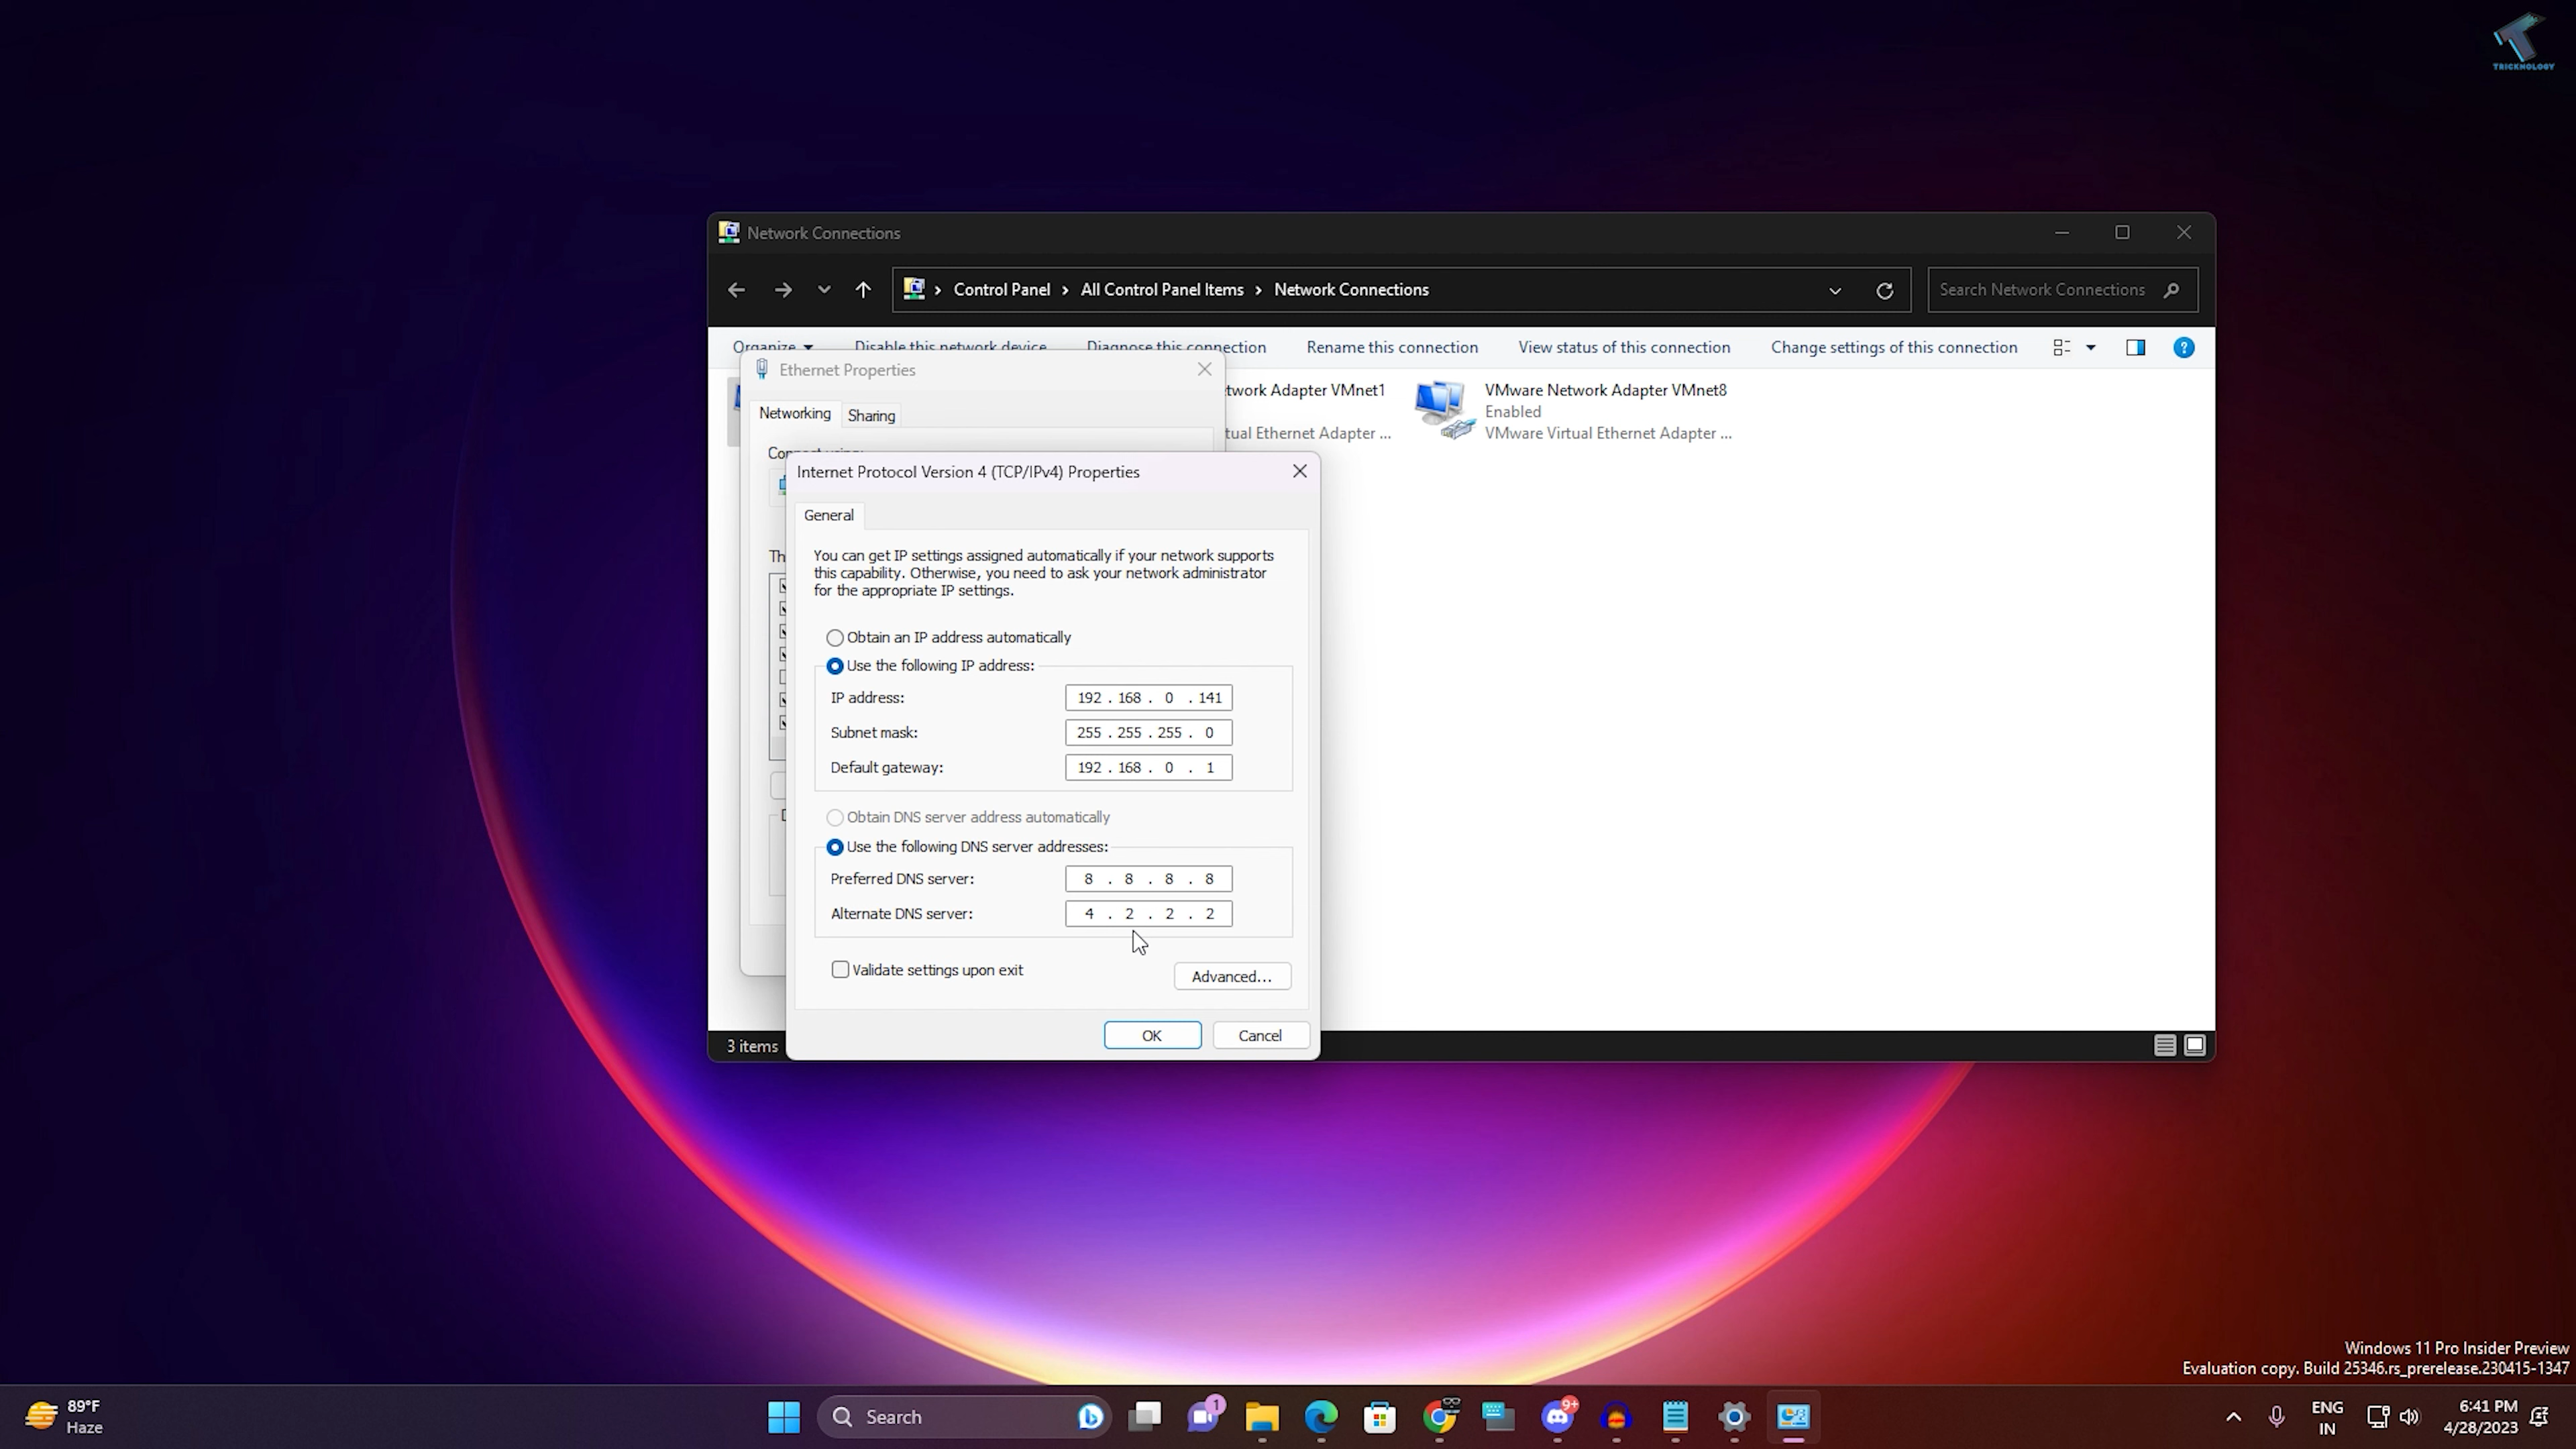 TRICKNOLOGY
Network Connections
Control Panel > All Control Panel Items > Network Connections
Search Network Connections
Organize Disable this network device Diagnose this connection Rename this connection View status of this connection Change settings of this connection
Ethernet Properties
Networking Sharing
twork Adapter VMnet1
tual Ethernet Adapter ...
VMware Network Adapter VMnet8
Enabled
VMware Virtual Ethernet Adapter ...
Connect using:
Th
Internet Protocol Version 4 (TCP/IPv4) Properties
General
You can get IP settings assigned automatically if your network supports
this capability. Otherwise, you need to ask your network administrator
for the appropriate IP settings.
Obtain an IP address automatically
Use the following IP address:
IP address: 192 . 168 . 0 . 141
Subnet mask: 255 . 255 . 255 . 0
Default gateway: 192 . 168 . 0 . 1
Obtain DNS server address automatically
Use the following DNS server addresses:
Preferred DNS server: 8 . 8 . 8 . 8
Alternate DNS server: 4 . 2 . 2 . 2
Validate settings upon exit
Advanced...
OK Cancel
3 items
Windows 11 Pro Insider Preview
Evaluation copy. Build 25346.rs_prerelease.230415-1347
89°F
Haze
Search
1
9+
ENG
IN
6:41 PM
4/28/2023